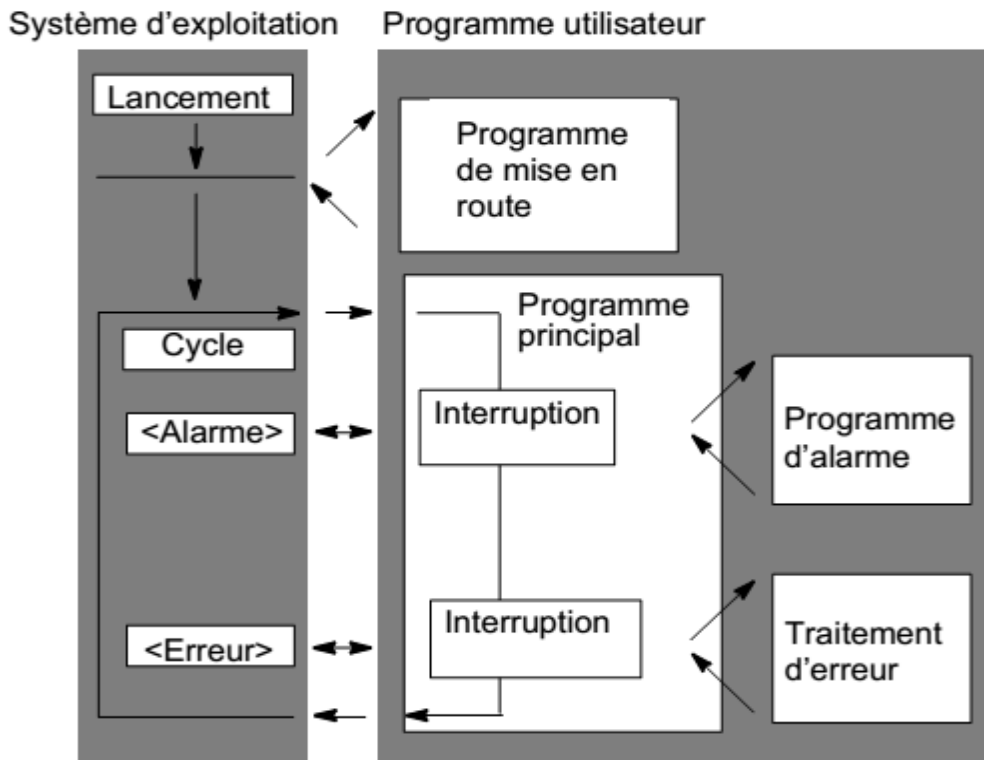 Système d'exploitation
Programme utilisateur
Lancement
Programme
de mise en
route
Programme
principal
Cycle
Interruption
<Alarme>
Programme
d'alarme
Interruption
<Erreur>
Traitement
d'erreur